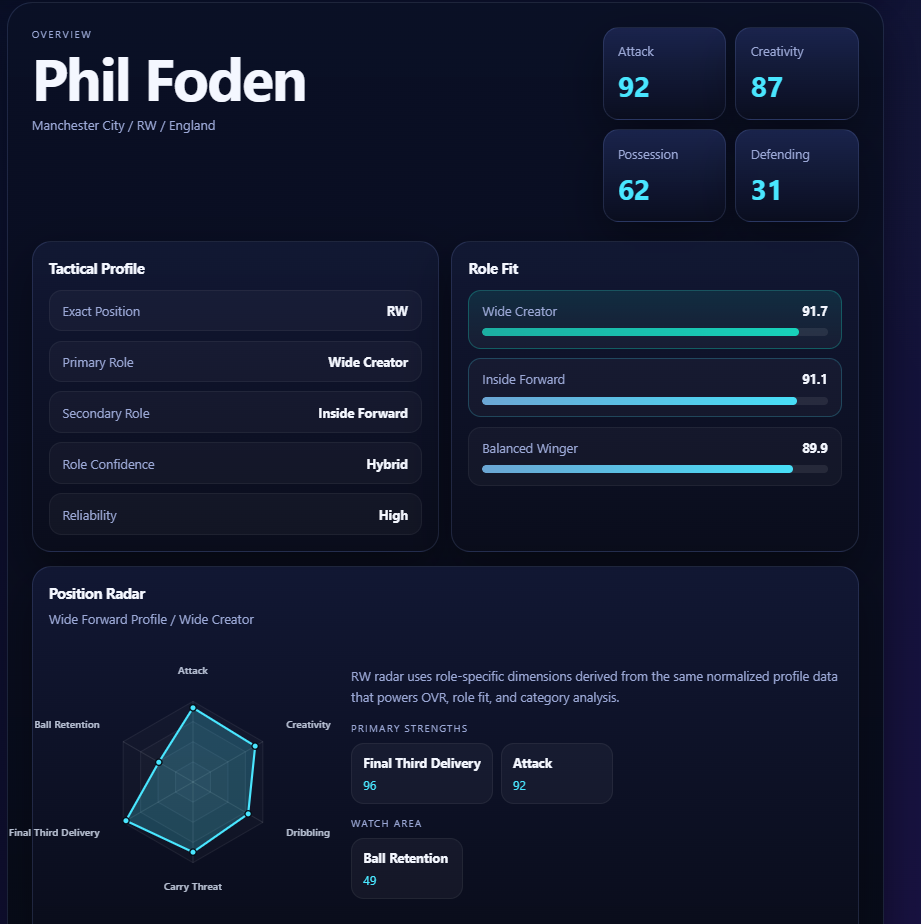 OVERVIEW
Phil Foden
Manchester City / RW / England
Attack
92
Creativity
87
Possession
62
Defending
31
Tactical Profile
Exact Position RW
Primary Role Wide Creator
Secondary Role Inside Forward
Role Confidence Hybrid
Reliability High
Role Fit
Wide Creator 91.7
Inside Forward 91.1
Balanced Winger 89.9
Position Radar
Wide Forward Profile / Wide Creator
Attack
Creativity
Dribbling
Carry Threat
Final Third Delivery
Ball Retention
RW radar uses role-specific dimensions derived from the same normalized profile data
that powers OVR, role fit, and category analysis.
PRIMARY STRENGTHS
Final Third Delivery
96
Attack
92
WATCH AREA
Ball Retention
49